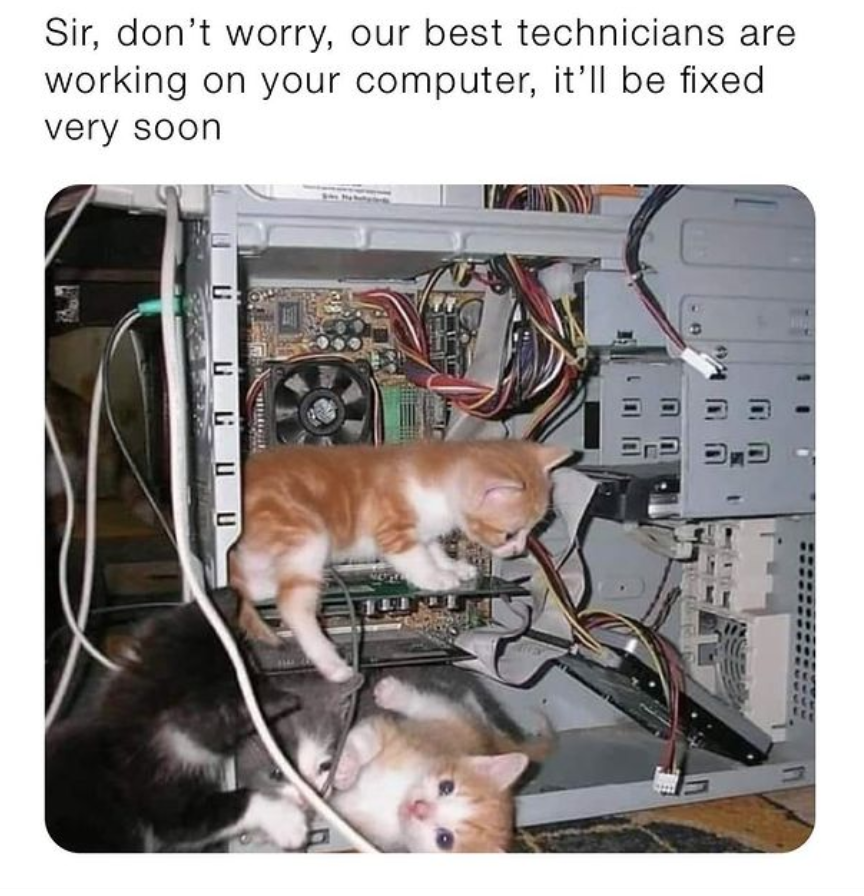 Sir, don’t worry, our best technicians are
working on your computer, it’ll be fixed
very soon